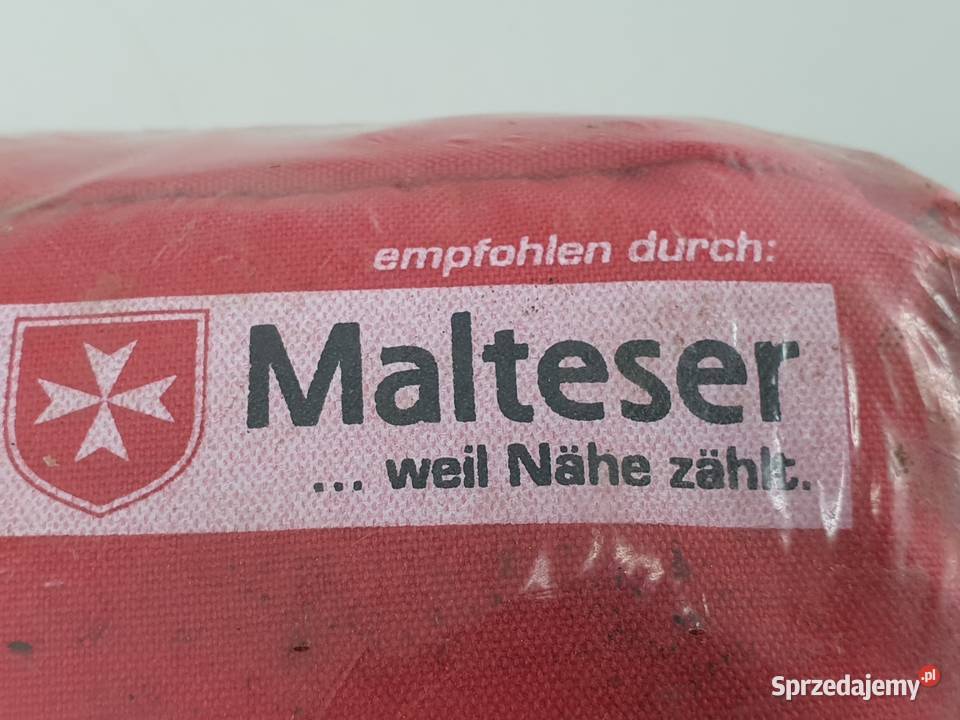 empfohlen durch:
Malteser
... weil Nähe zählt.
Sprzedajemy.pl